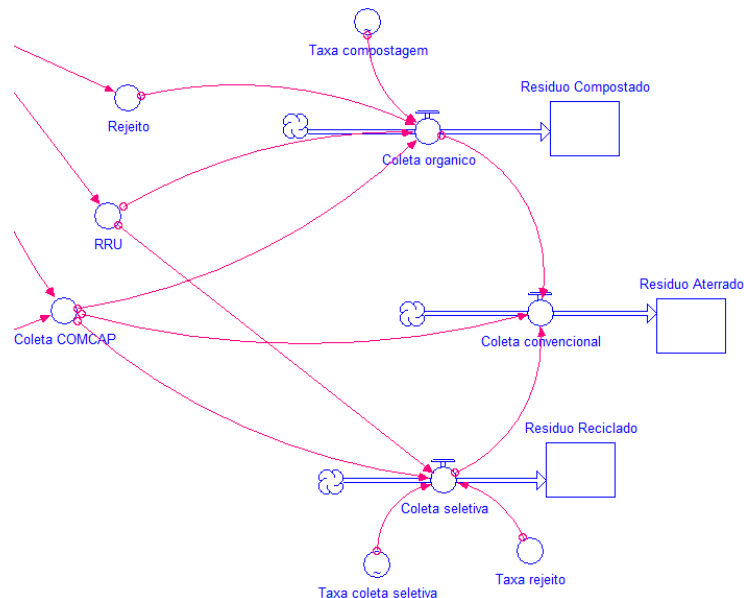 ~
Taxa compostagem
Residuo Compostado
Rejeito
Coleta organico
RRU
Residuo Aterrado
Coleta COMCAP
Coleta convencional
Residuo Reciclado
Coleta seletiva
~
Taxa coleta seletiva
Taxa rejeito